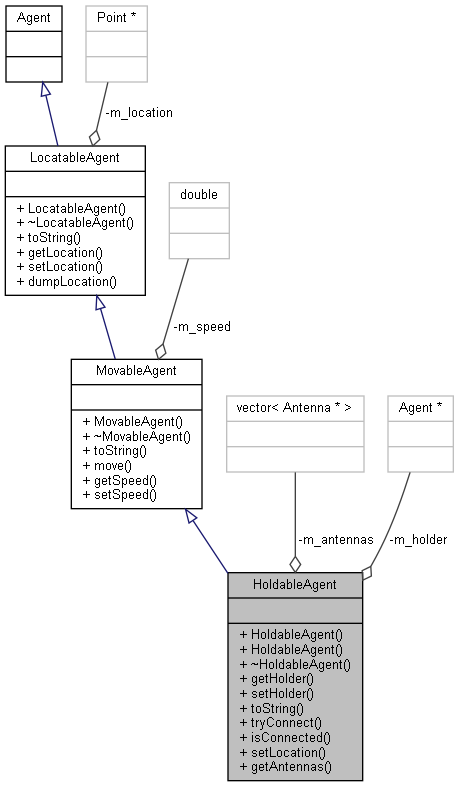 Agent
Point *
-m_location
LocatableAgent
+ LocatableAgent()
+ ~LocatableAgent()
+ toString()
+ getLocation()
+ setLocation()
+ dumpLocation()
double
-m_speed
MovableAgent
+ MovableAgent()
+ ~MovableAgent()
+ toString()
+ move()
+ getSpeed()
+ setSpeed()
vector< Antenna * >
Agent *
-m_antennas
-m_holder
HoldableAgent
+ HoldableAgent()
+ HoldableAgent()
+ ~HoldableAgent()
+ getHolder()
+ setHolder()
+ toString()
+ tryConnect()
+ isConnected()
+ setLocation()
+ getAntennas()